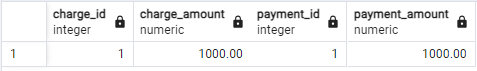 charge_id charge_amount payment_id payment_amount
integer numeric integer numeric
1 1 1000.00 1 1000.00